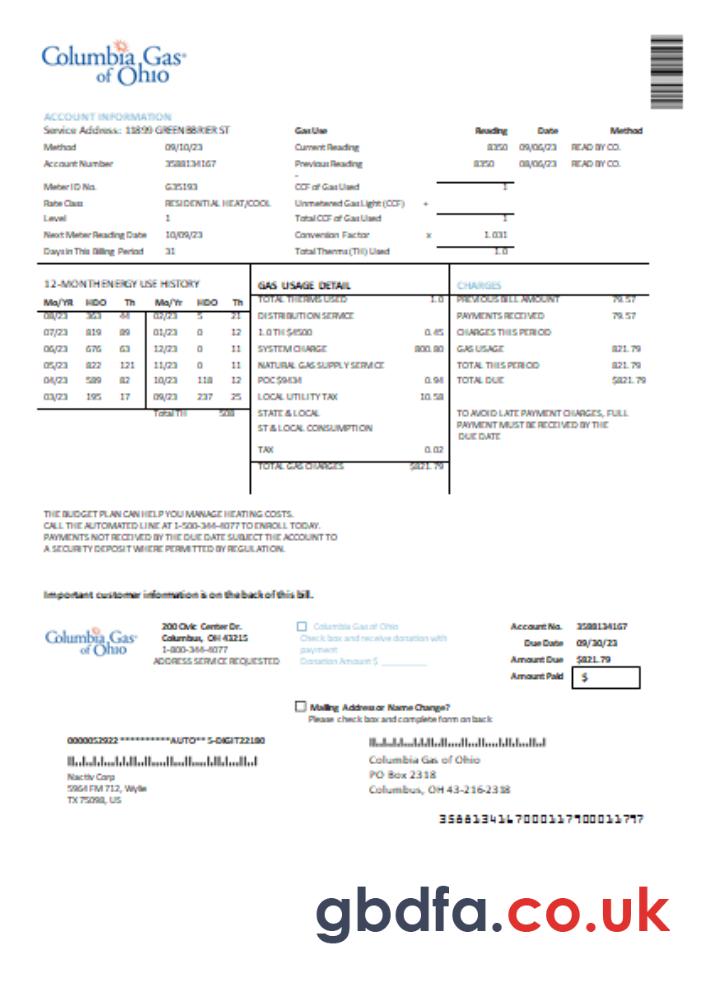 Columbia Gas®
of Ohio
ACCOUNT INFORMATION
Service Address: 11899 GREENBBRIER ST Gas Use Reading Date Method
Method 09/10/23 Current Reading 8350 09/06/23 READ BY CO.
Account Number 3588134167 Previous Reading 8350 08/06/23 READ BY CO.
-
Meter ID No. G35193 CCF of Gas Used 1
Rate Class RESIDENTIAL HEAT/COOL Unmetered Gas Light (CCF) +
Level 1 Total CCF of Gas Used 1
Next Meter Reading Date 10/09/23 Conversion Factor x 1.031
Days in This Billing Period 31 Total Therms (TH) Used 1.0
12-MONTH ENERGY USE HISTORY GAS USAGE DETAIL CHARGES
Mo/YR HDO Th Mo/Yr HDO Th TOTAL THERMS USED 1.0 PREVIOUS BILL AMOUNT 79.57
08/23 363 44 02/23 5 21 DISTRIBUTION SERVICE PAYMENTS RECEIVED 79.57
07/23 819 89 01/23 0 12 1.0 TH $4500 0.45 CHARGES THIS PERIOD
06/23 676 63 12/23 0 11 SYSTEM CHARGE 800.80 GAS USAGE 821.79
05/23 822 121 11/23 0 11 NATURAL GAS SUPPLY SERVICE TOTAL THIS PERIOD 821.79
04/23 589 82 10/23 118 12 POC $9434 0.94 TOTAL DUE $821.79
03/23 195 17 09/23 237 25 LOCAL UTILITY TAX 10.58
Total TH 508 STATE & LOCAL TO AVOID LATE PAYMENT CHARGES, FULL
ST & LOCAL CONSUMPTION PAYMENT MUST BE RECEIVED BY THE
DUE DATE
TAX 0.02
TOTAL GAS CHARGES $821.79
THE BUDGET PLAN CAN HELP YOU MANAGE HEATING COSTS.
CALL THE AUTOMATED LINE AT 1-500-344-4077 TO ENROLL TODAY.
PAYMENTS NOT RECEIVED BY THE DUE DATE SUBJECT THE ACCOUNT TO
A SECURITY DEPOSIT WHERE PERMITTED BY REGULATION.
Important customer information is on the back of this bill.
Columbia Gas®
of Ohio
200 Civic Center Dr.
Columbus, OH 43215
1-800-344-4077
ADDRESS SERVICE REQUESTED
Columbia Gas of Ohio
Check box and receive donation with
payment
Donation Amount $ _________
Account No. 3588134167
Due Date 09/30/23
Amount Due $821.79
Amount Paid $
Mailing Address or Name Change?
Please check box and complete form on back
0000052922 **********AUTO** 5-DIGIT22180
Nactiv Corp
5964 FM 712, Wylie
TX 75098, US
Columbia Gas of Ohio
PO Box 2318
Columbus, OH 43-216-2318
3588134167000117900011797
gbdfa.co.uk